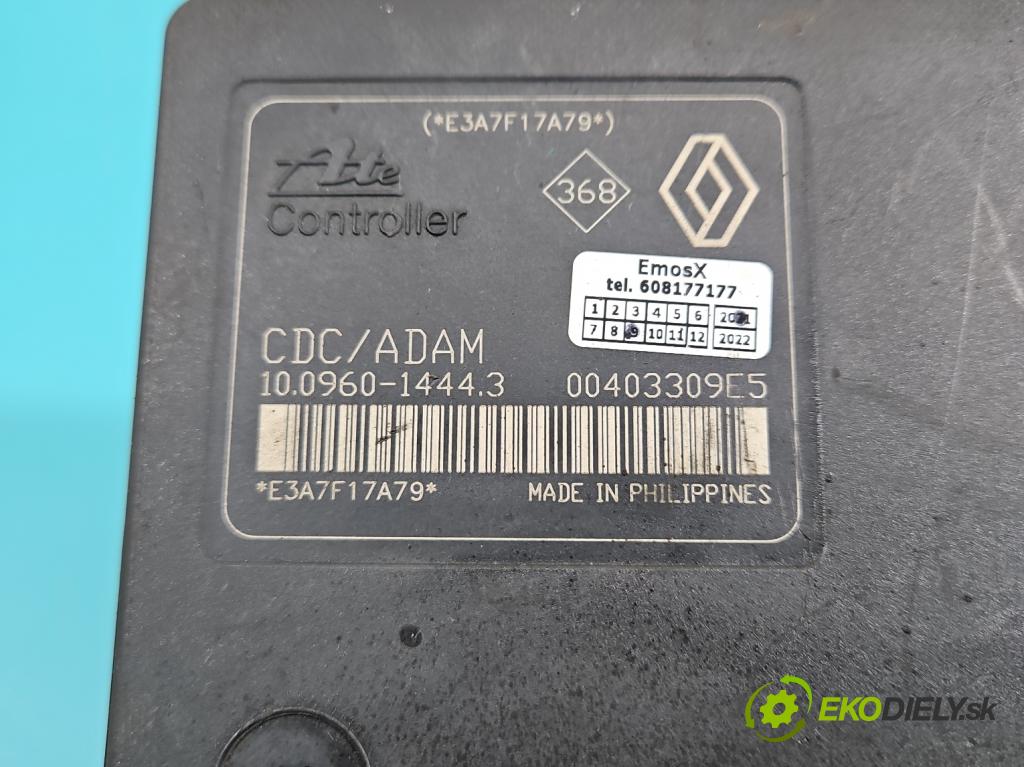 (*E3A7F17A79*)
Ate
Controller
368
EmosX
tel. 608177177
1 2 3 4 5 6 2021
7 8 9 10 11 12 2022
CDC/ADAM
10.0960-1444.3 00403309E5
*E3A7F17A79* MADE IN PHILIPPINES
EKODIELY.sk